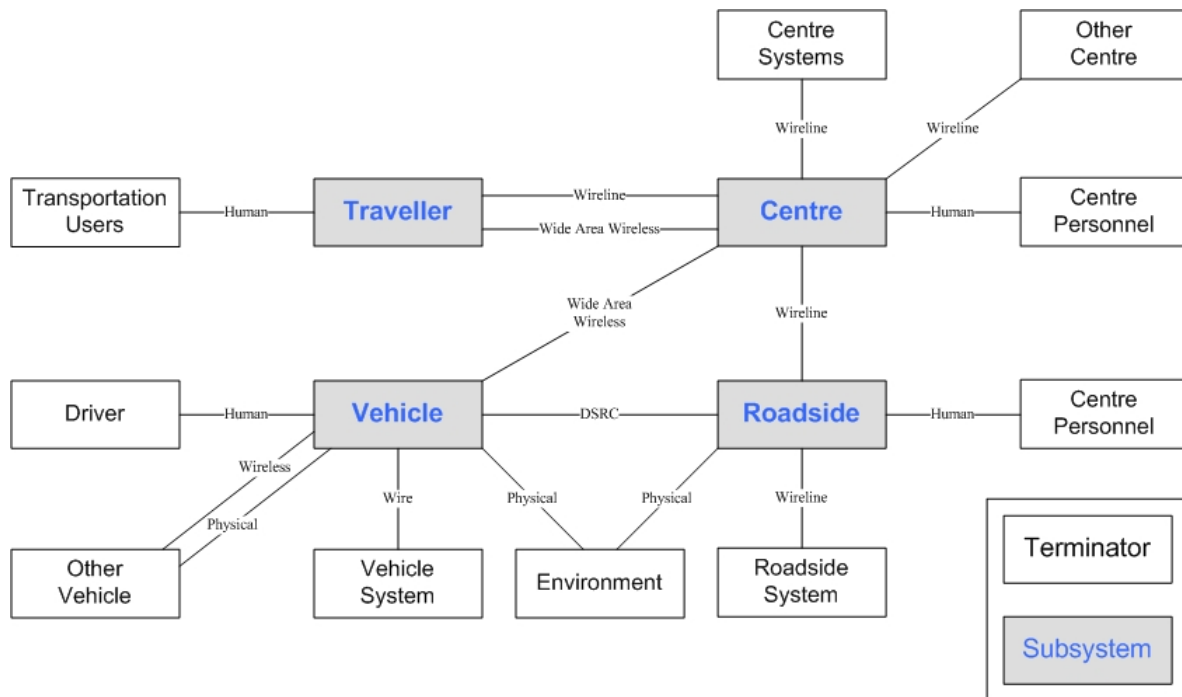 Centre
Systems
Other
Centre
Wireline
Wireline
Transportation
Users
Human
Traveller
Wireline
Wide Area Wireless
Centre
Human
Centre
Personnel
Wide Area
Wireless
Wireline
Driver
Human
Vehicle
DSRC
Roadside
Human
Centre
Personnel
Wireless
Physical
Wire
Physical
Physical
Wireline
Other
Vehicle
Vehicle
System
Environment
Roadside
System
Terminator
Subsystem